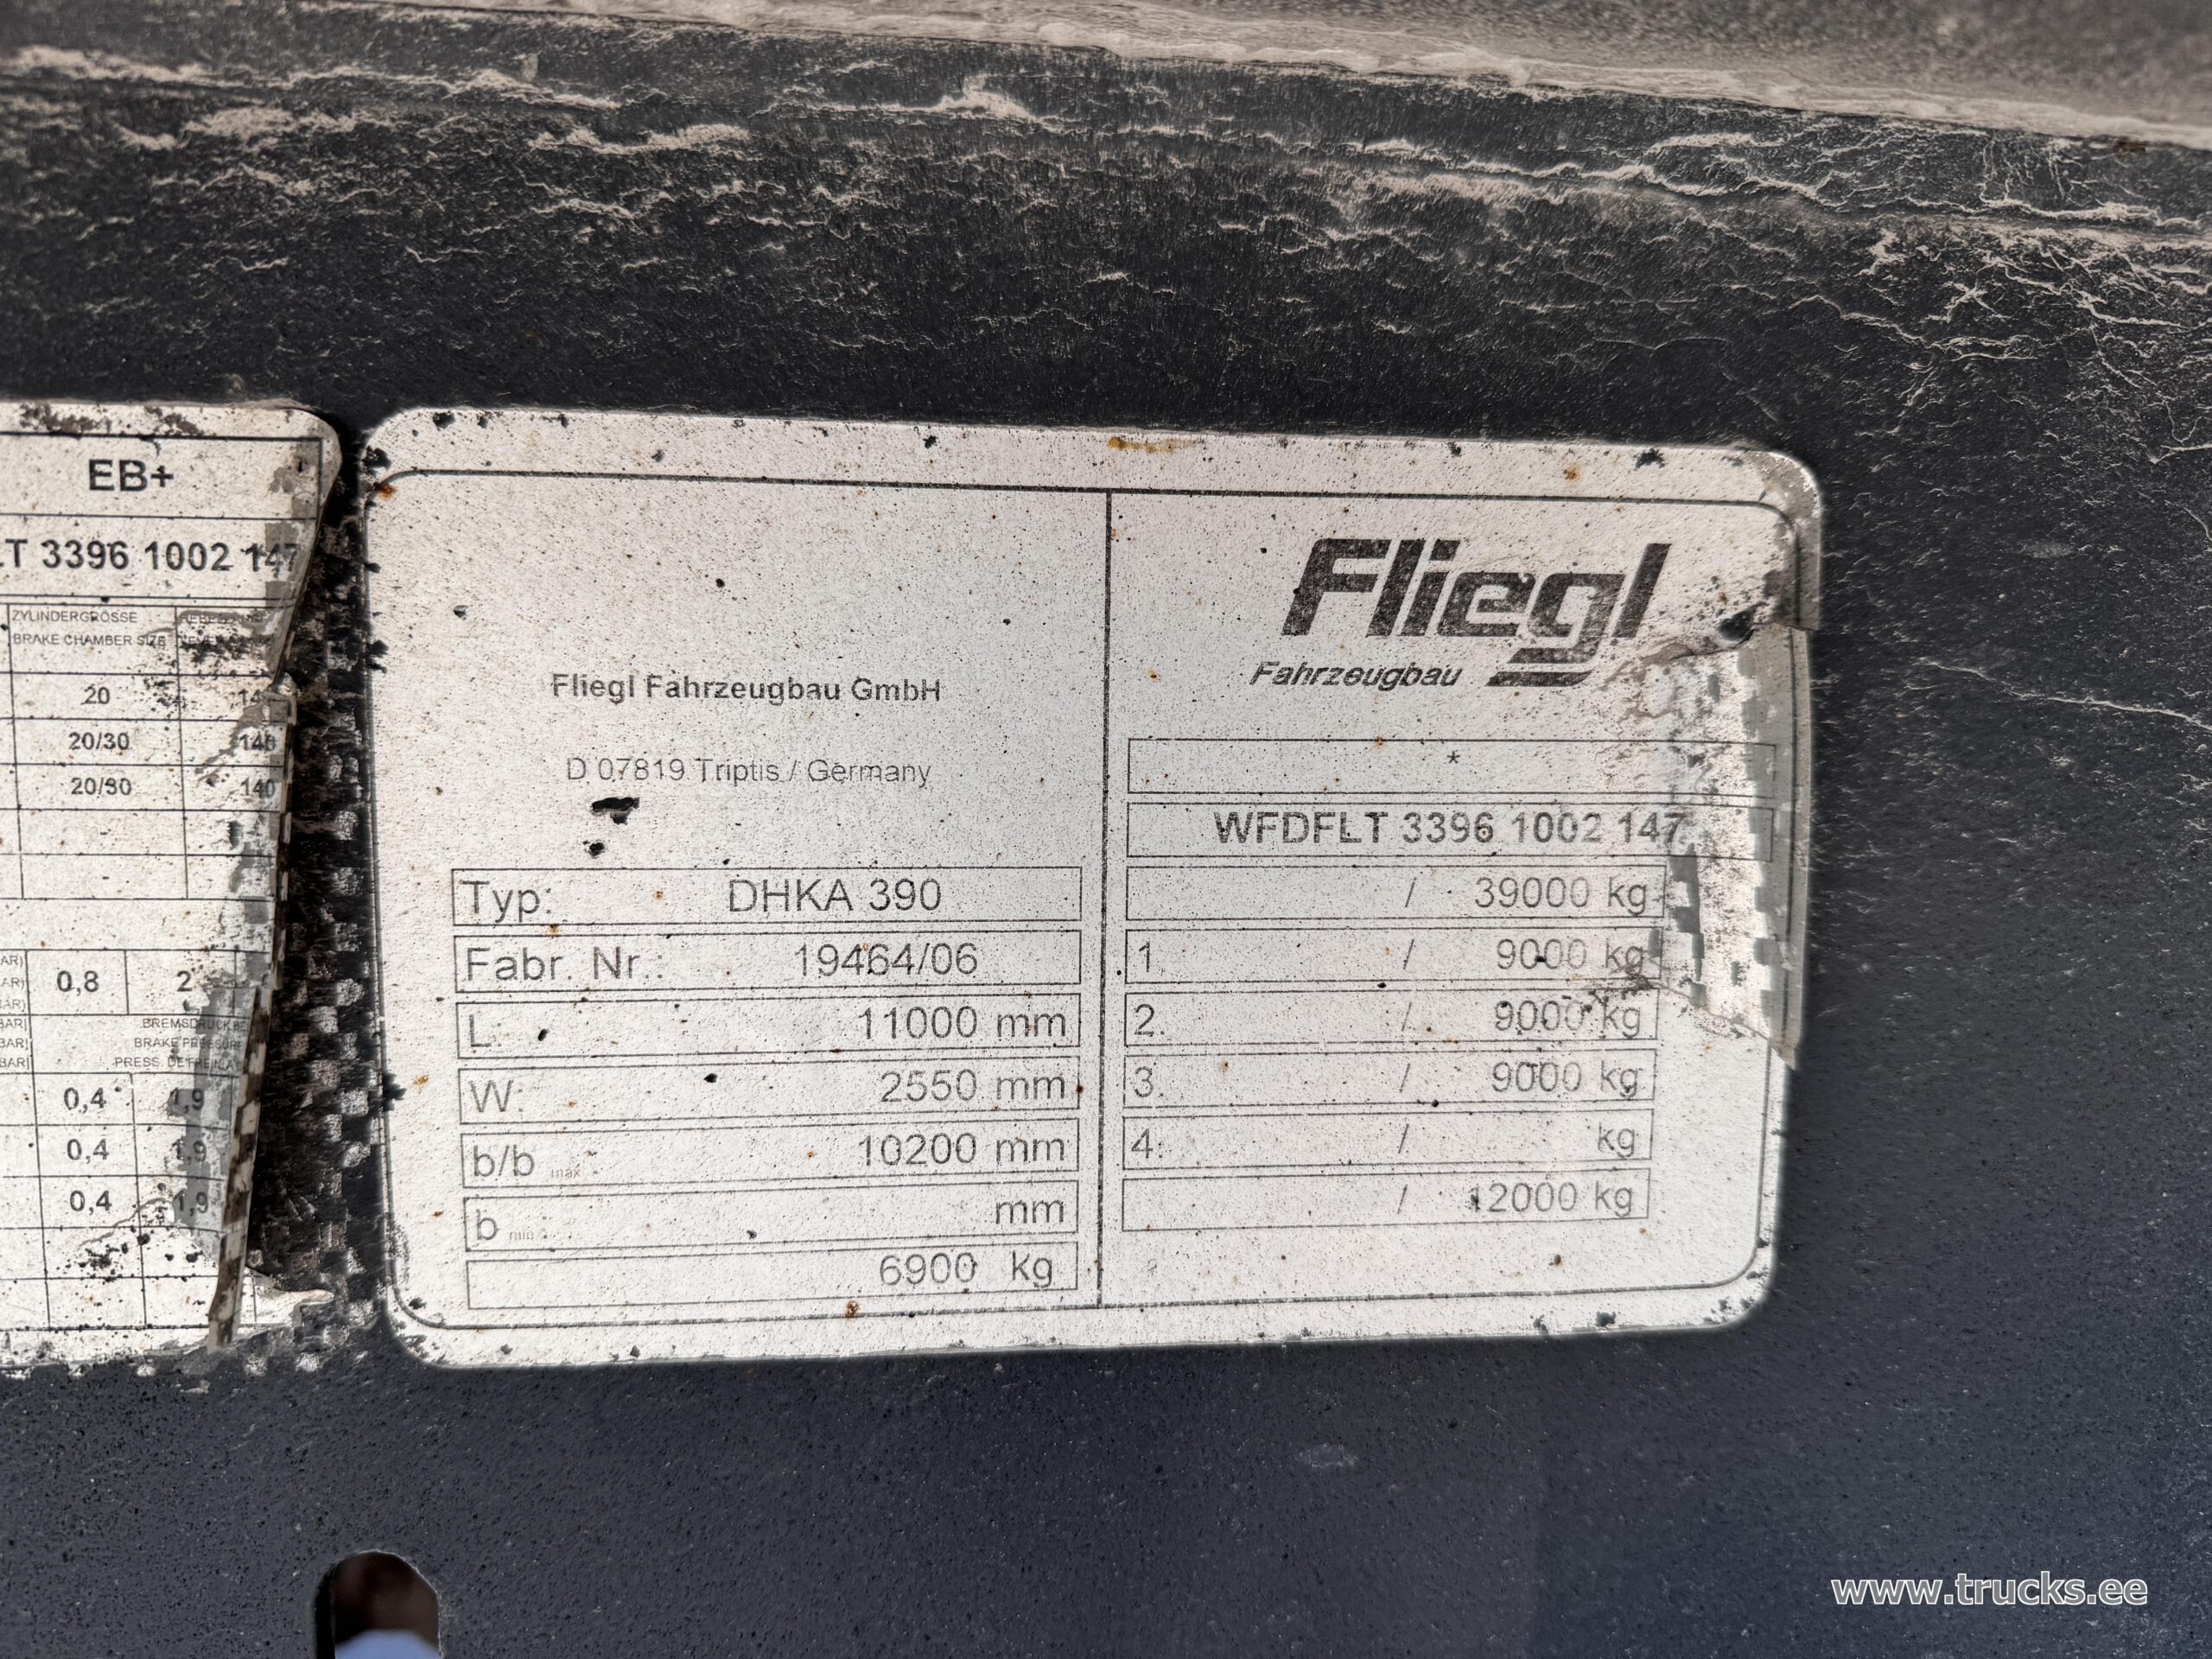 EB+
LT 3396 1002 147
ZYLINDERGRÖSSE
BRAKE CHAMBER SIZE
20
20/30 140
20/30 140
0,8 2
BREMSDRUCK
BRAKE PRESSURE
PRESS. DE
0,4 1,9
0,4 1,9
0,4 1,9
Fliegl Fahrzeugbau GmbH
D 07819 Triptis / Germany
Typ: DHKA 390
Fabr. Nr.: 19464/06
L: 11000 mm
W: 2550 mm
b/b max 10200 mm
b min : mm
6900 kg
Fliegl
Fahrzeugbau
*
WFDFLT 3396 1002 147
/ 39000 kg
1. / 9000 kg
2. / 9000 kg
3. / 9000 kg
4. / kg
/ 12000 kg
www.trucks.ee